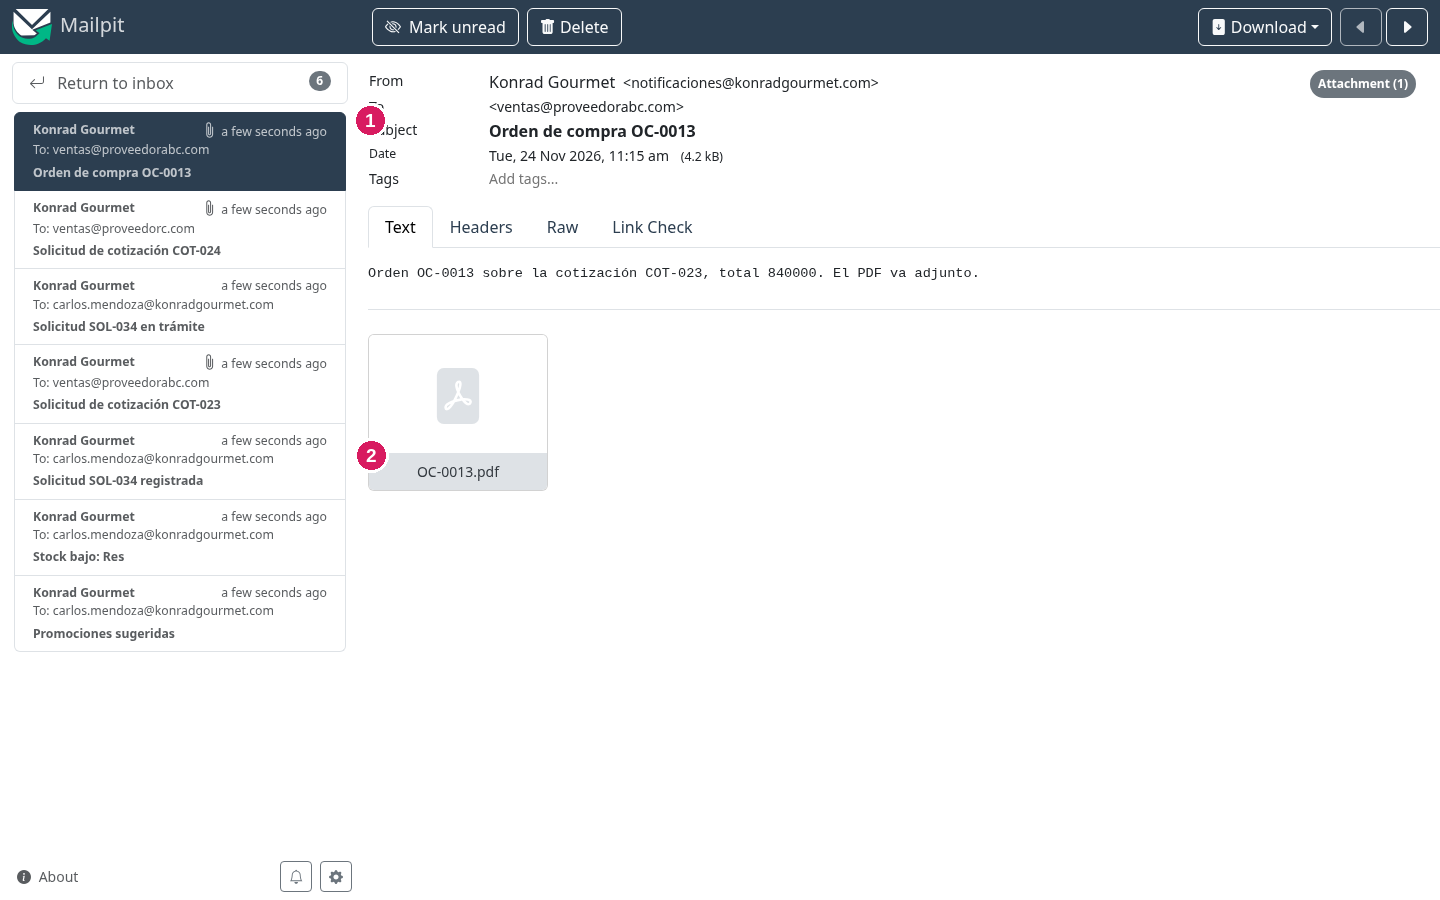 Mailpit
Mark unread
Delete
Download
Return to inbox
6
Konrad Gourmet
a few seconds ago
To: ventas@proveedorabc.com
Orden de compra OC-0013
Konrad Gourmet
a few seconds ago
To: ventas@proveedorc.com
Solicitud de cotización COT-024
Konrad Gourmet
a few seconds ago
To: carlos.mendoza@konradgourmet.com
Solicitud SOL-034 en trámite
Konrad Gourmet
a few seconds ago
To: ventas@proveedorabc.com
Solicitud de cotización COT-023
Konrad Gourmet
a few seconds ago
To: carlos.mendoza@konradgourmet.com
Solicitud SOL-034 registrada
Konrad Gourmet
a few seconds ago
To: carlos.mendoza@konradgourmet.com
Stock bajo: Res
Konrad Gourmet
a few seconds ago
To: carlos.mendoza@konradgourmet.com
Promociones sugeridas
About
From Konrad Gourmet <notificaciones@konradgourmet.com>
Attachment (1)
<ventas@proveedorabc.com>
1
Orden de compra OC-0013
Date Tue, 24 Nov 2026, 11:15 am (4.2 kB)
Tags Add tags...
Text Headers Raw Link Check
Orden OC-0013 sobre la cotización COT-023, total 840000. El PDF va adjunto.
2
OC-0013.pdf